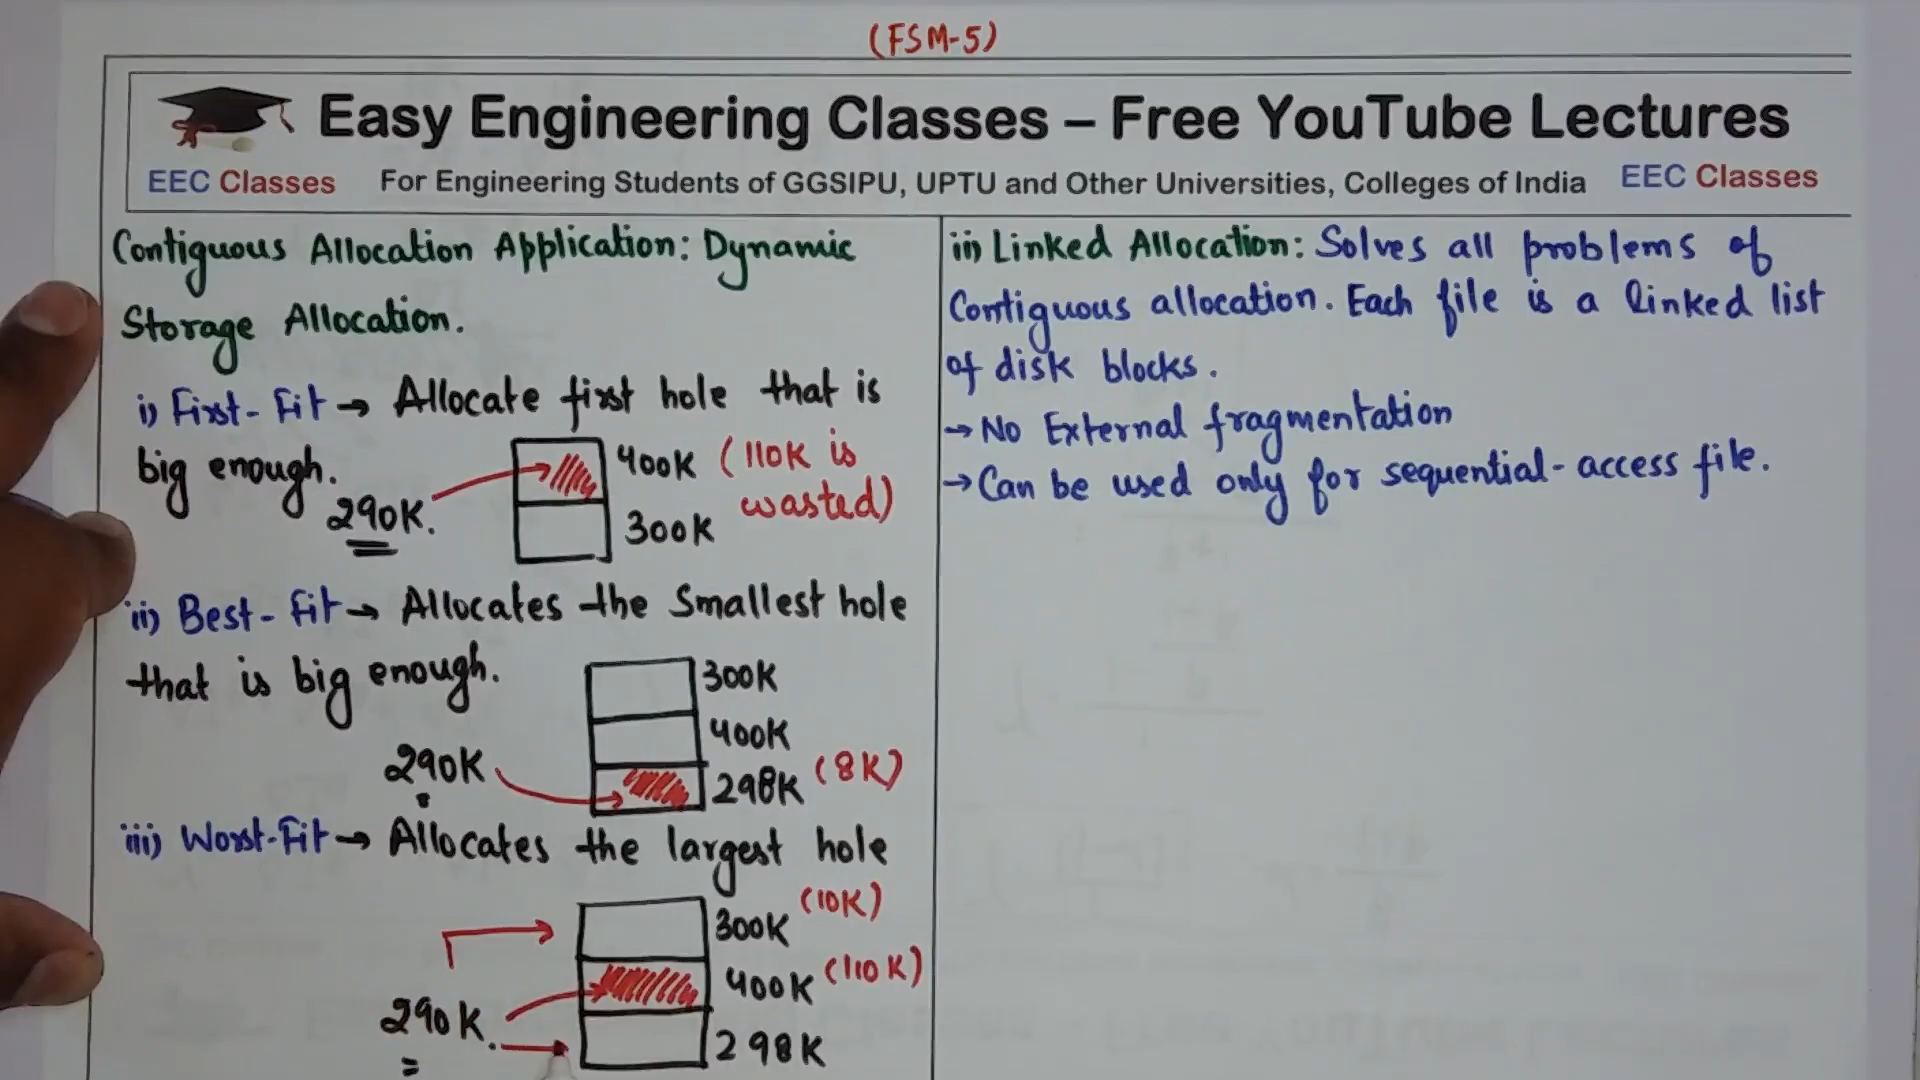 (FSM-5)
Easy Engineering Classes – Free YouTube Lectures
EEC Classes For Engineering Students of GGSIPU, UPTU and Other Universities, Colleges of India EEC Classes
Contiguous Allocation Application: Dynamic
Storage Allocation.
i) First-Fit → Allocate first hole that is
big enough.
290K.
400K (110K is
wasted)
300K
ii) Best-Fit → Allocates the Smallest hole
that is big enough.
300K
400K
290K
298K (8K)
iii) Worst-Fit → Allocates the largest hole
300K (10K)
400K (110K)
290K.
298K
ii) Linked Allocation: Solves all problems of
Contiguous allocation. Each file is a linked list
of disk blocks.
→ No External fragmentation
→ Can be used only for sequential-access file.